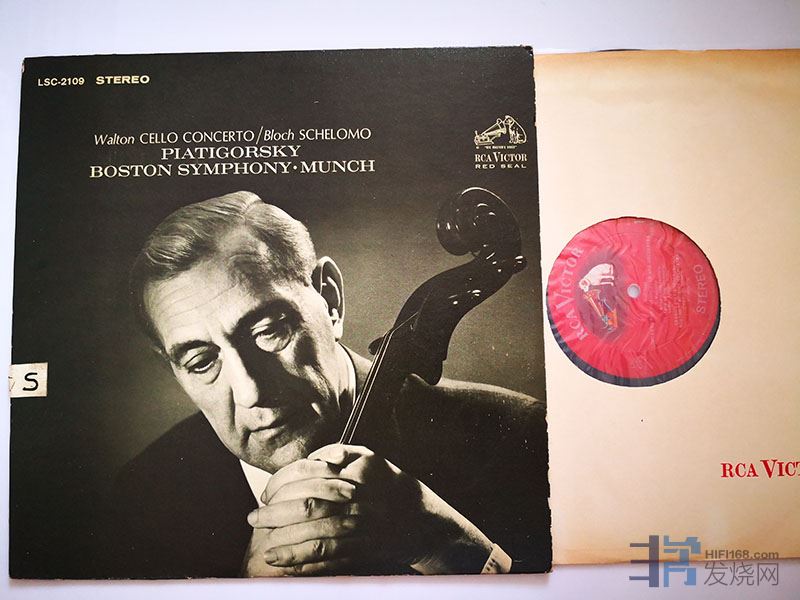 LSC-2109 STEREO
Walton CELLO CONCERTO/Bloch SCHELOMO
PIATIGORSKY
BOSTON SYMPHONY·MUNCH
"HIS MASTER'S VOICE"
RCA VICTOR
RED SEAL
S
RCA VICTOR
STEREO
RCA VICT
HIFI168.com
发烧网